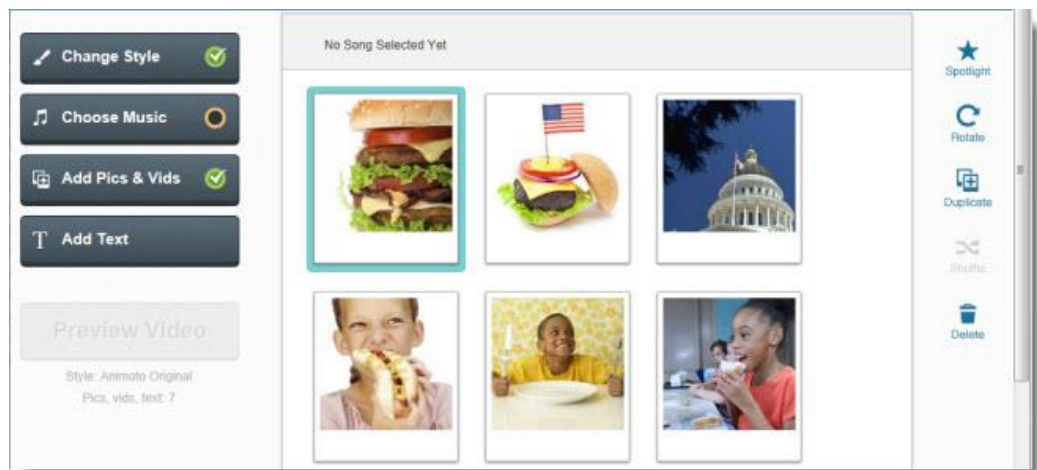 Change Style
Choose Music
Add Pics & Vids
T Add Text
Preview Video
Style: Animoto Original
Pics, vids, text: 7
No Song Selected Yet
Spotlight
Rotate
Duplicate
Shuffle
Delete